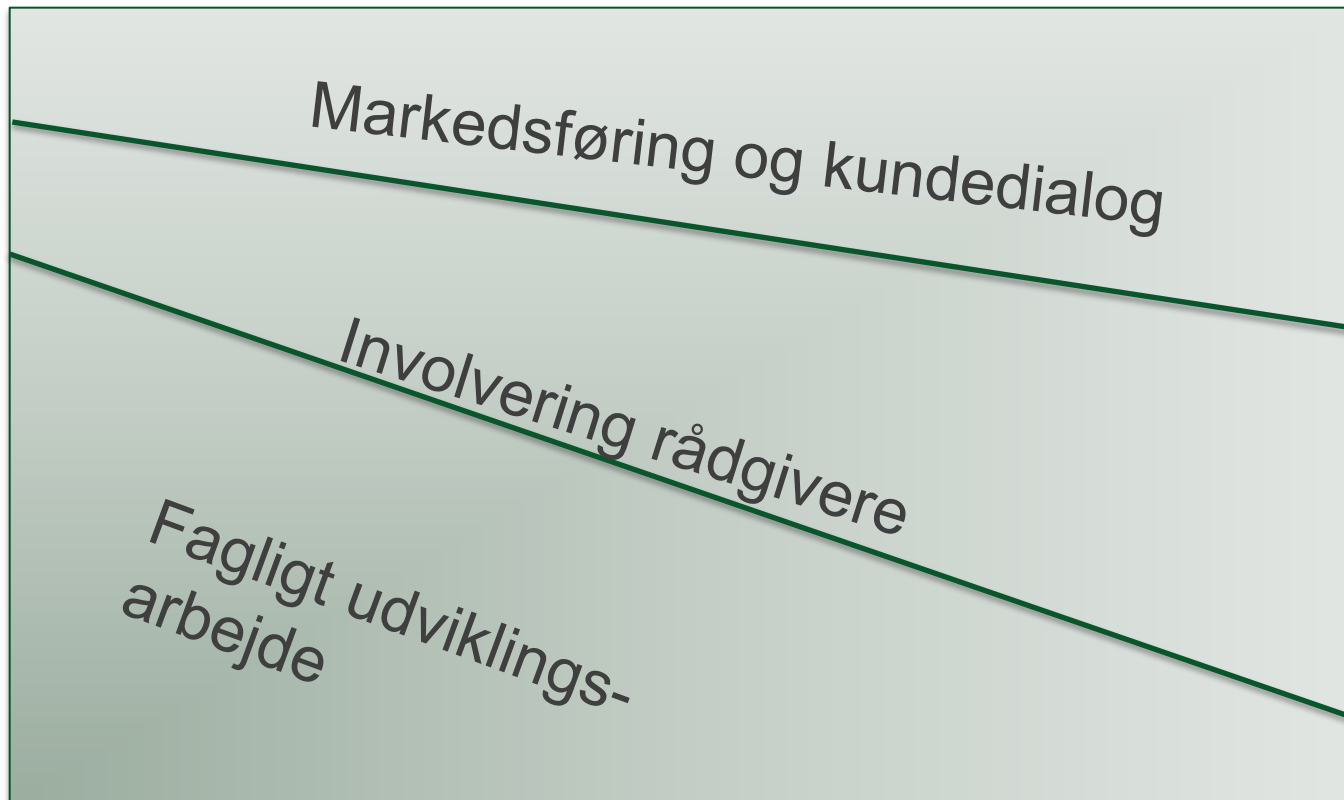 Markedsføring og kundedialog
Involvering rådgivere
Fagligt udviklings-
arbejde